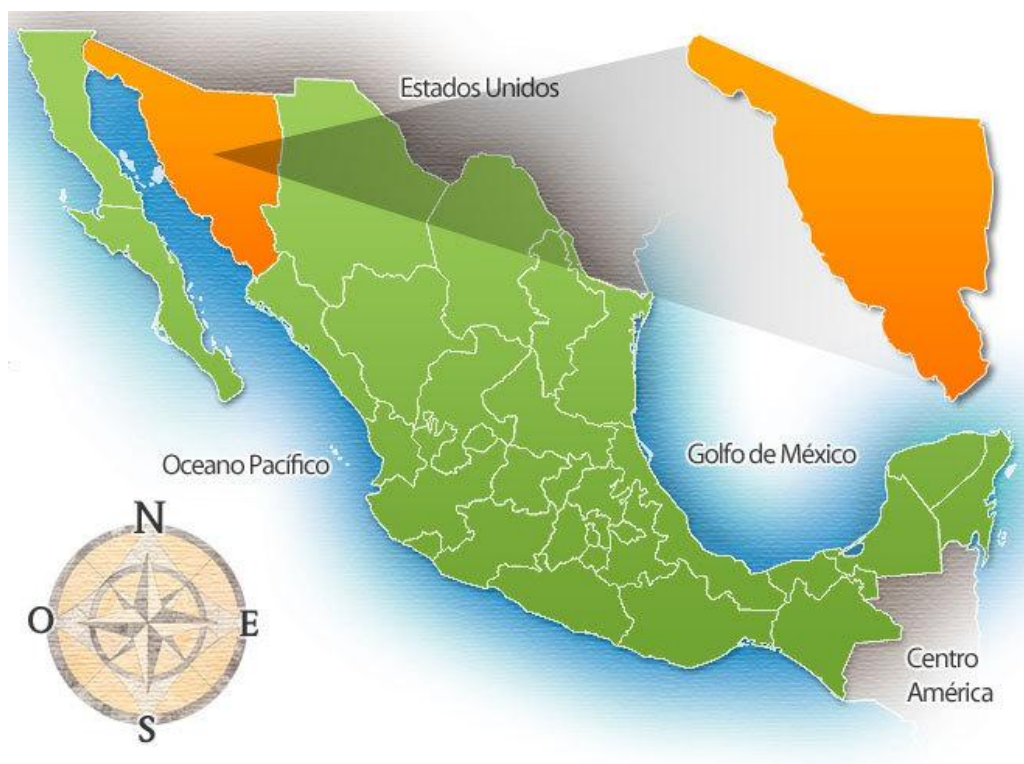 Estados Unidos
Golfo de México
Oceano Pacífico
N
O
E
S
Centro
América